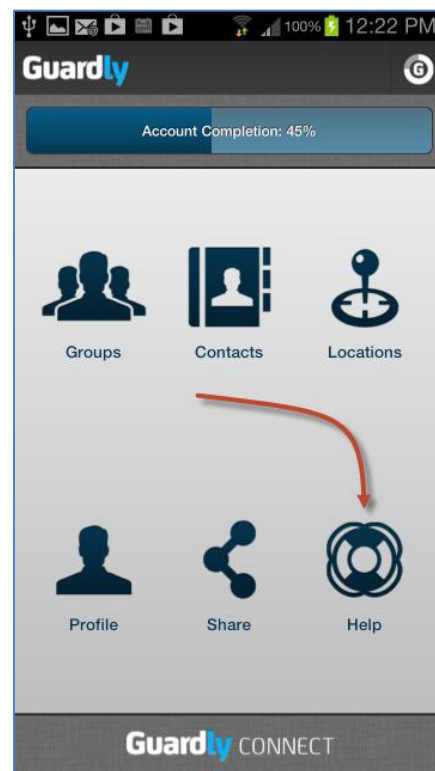 100% 12:22 PM
Guardly G
Account Completion: 45%
Groups Contacts Locations
Profile Share Help
Guardly CONNECT